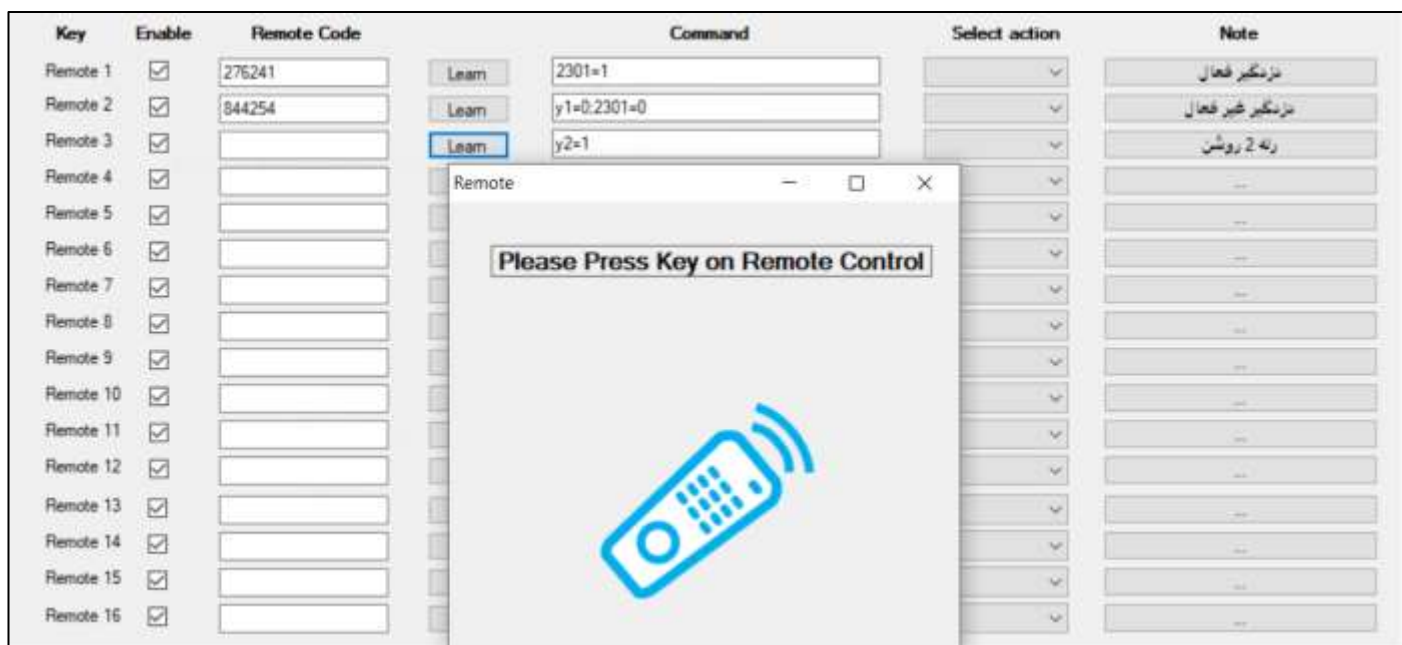 Key Enable Remote Code Command Select action Note
Remote 1 276241 Learn 2301=1 دزدگیر فعال
Remote 2 844254 Learn y1=0;2301=0 دزدگیر غیر فعال
Remote 3 Learn y2=1 رله 2 روشن
Remote 4 ...
Remote 5 ...
Remote 6 ...
Remote 7 ...
Remote 8 ...
Remote 9 ...
Remote 10 ...
Remote 11 ...
Remote 12 ...
Remote 13 ...
Remote 14 ...
Remote 15 ...
Remote 16 ...
Remote
Please Press Key on Remote Control